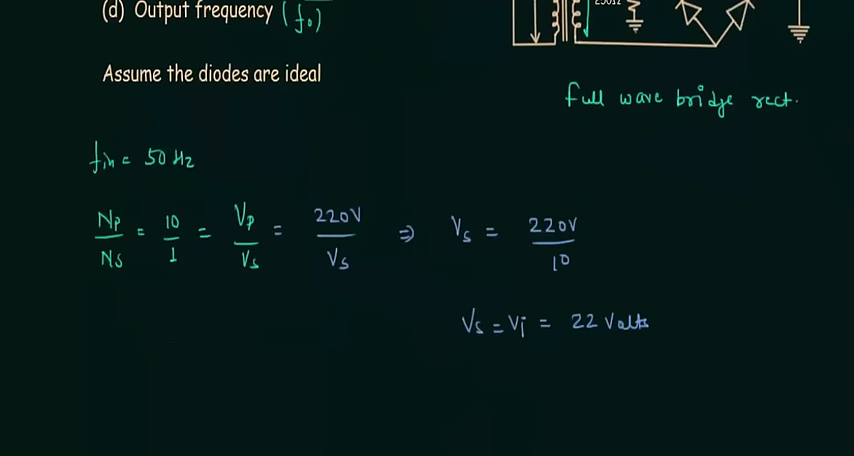 (d) Output frequency (fo)
Assume the diodes are ideal
full wave bridge rect.
fin = 50 Hz
Np/Ns = 10/1 = Vp/Vs = 220V/Vs ⇒ Vs = 220V/10
Vs = Vi = 22 Volts